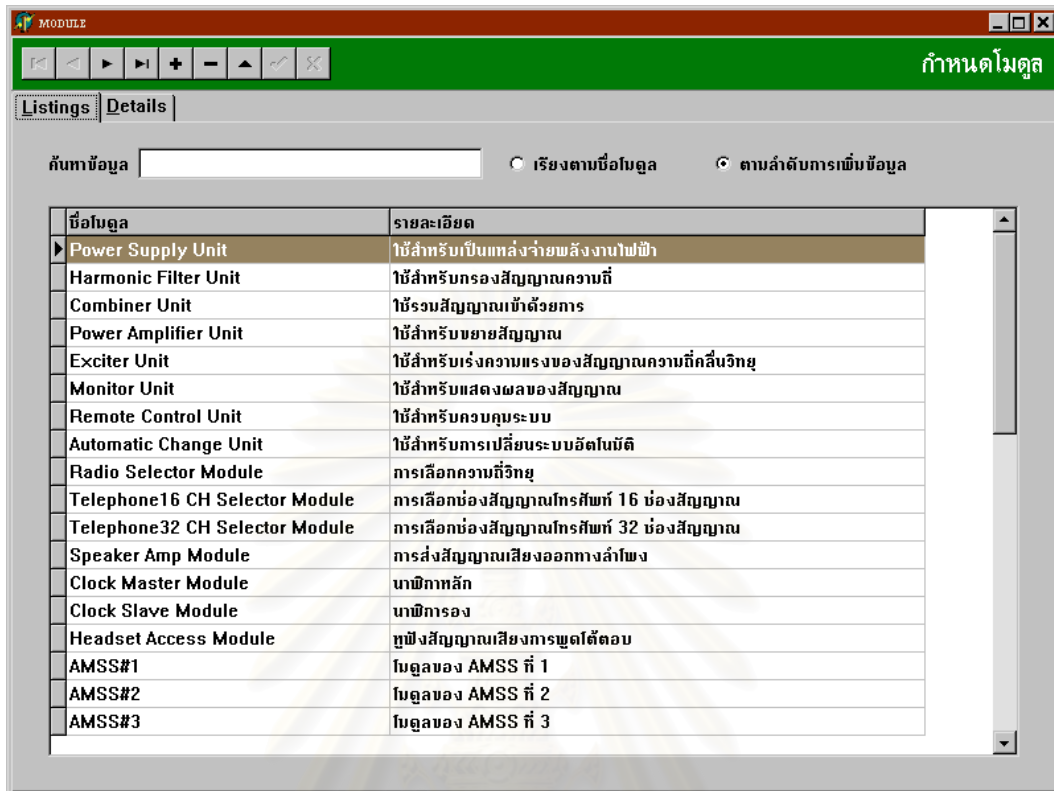 MODULE
กำหนดโมดูล
Listings Details
ค้นหาข้อมูล เรียงตามชื่อโมดูล ตามลำดับการเพิ่มข้อมูล
ชื่อโมดูล รายละเอียด
Power Supply Unit ใช้สำหรับเป็นแหล่งจ่ายพลังงานไฟฟ้า
Harmonic Filter Unit ใช้สำหรับกรองสัญญาณความถี่
Combiner Unit ใช้รวมสัญญาณเข้าด้วยการ
Power Amplifier Unit ใช้สำหรับขยายสัญญาณ
Exciter Unit ใช้สำหรับเร่งความแรงของสัญญาณความถี่คลื่นวิทยุ
Monitor Unit ใช้สำหรับแสดงผลของสัญญาณ
Remote Control Unit ใช้สำหรับควบคุมระบบ
Automatic Change Unit ใช้สำหรับการเปลี่ยนระบบอัตโนมัติ
Radio Selector Module การเลือกความถี่วิทยุ
Telephone16 CH Selector Module การเลือกช่องสัญญาณโทรศัพท์ 16 ช่องสัญญาณ
Telephone32 CH Selector Module การเลือกช่องสัญญาณโทรศัพท์ 32 ช่องสัญญาณ
Speaker Amp Module การส่งสัญญาณเสียงออกทางลำโพง
Clock Master Module นาฬิกาหลัก
Clock Slave Module นาฬิการอง
Headset Access Module หูฟังสัญญาณเสียงการพูดโต้ตอบ
AMSS#1 โมดูลของ AMSS ที่ 1
AMSS#2 โมดูลของ AMSS ที่ 2
AMSS#3 โมดูลของ AMSS ที่ 3